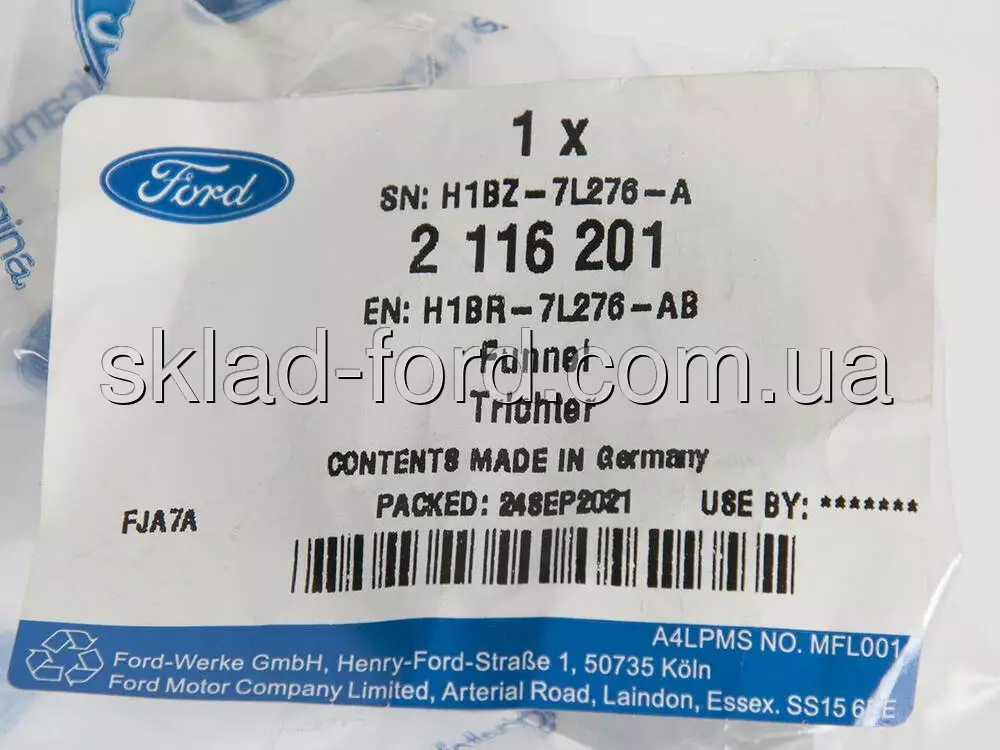 1 x
Ford
SN: H1BZ-7L276-A
2 116 201
EN: H1BR-7L276-AB
sklad-ford.com.ua
Funnel
Trichter
CONTENTS MADE IN Germany
PACKED: 24SEP2021 USE BY: *******
FJA7A
A4LPMS NO. MFL001
Ford-Werke GmbH, Henry-Ford-Straße 1, 50735 Köln
Ford Motor Company Limited, Arterial Road, Laindon, Essex. SS15